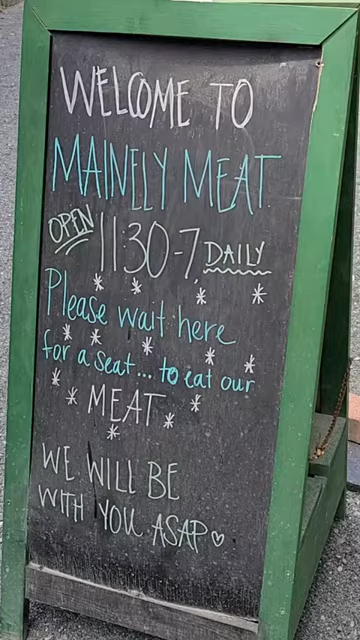 WELCOME TO
MAINELY MEAT
OPEN 11:30-7 DAILY
Please wait here
for a seat... to eat our
MEAT
WE WILL BE
WITH YOU ASAP ♡